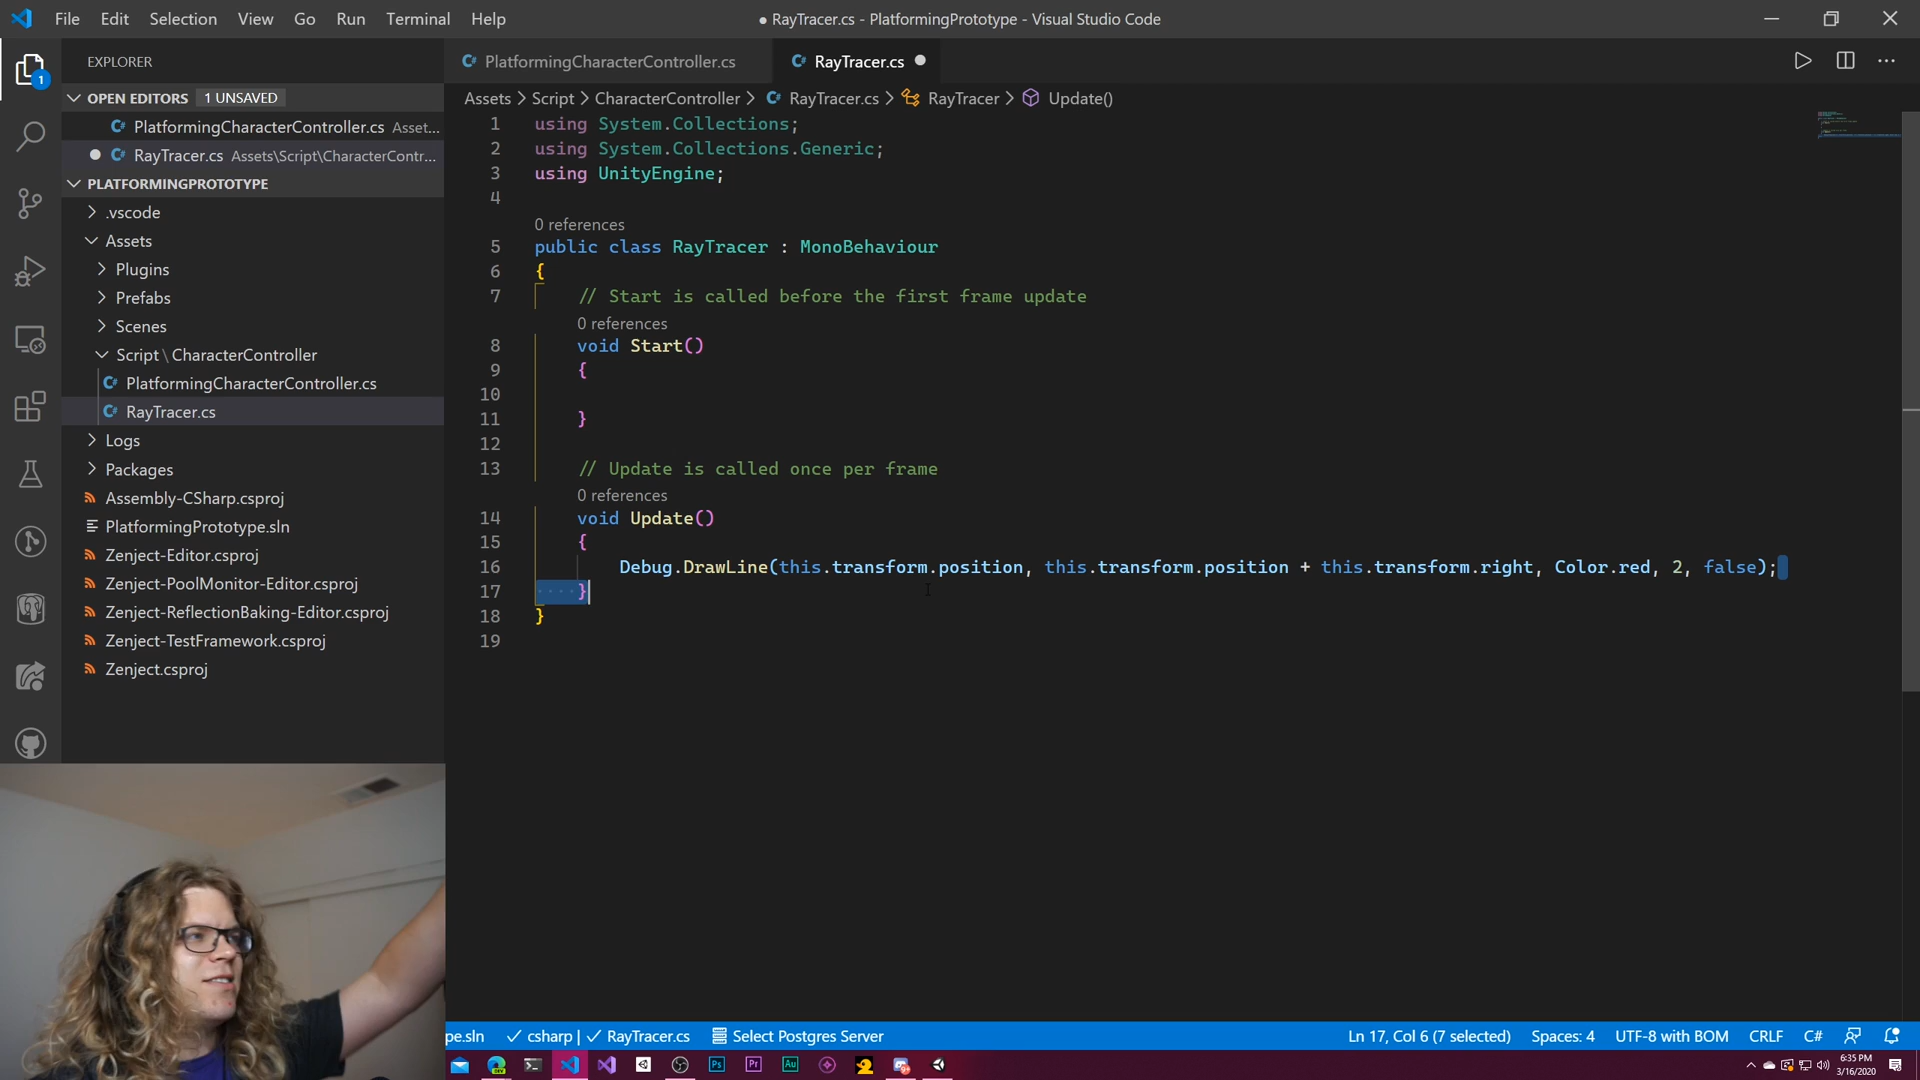 File Edit Selection View Go Run Terminal Help
● RayTracer.cs - PlatformingPrototype - Visual Studio Code
EXPLORER
1
OPEN EDITORS 1 UNSAVED
PlatformingCharacterController.cs Asset...
RayTracer.cs Assets\Script\CharacterContr...
PLATFORMINGPROTOTYPE
.vscode
Assets
Plugins
Prefabs
Scenes
Script \ CharacterController
PlatformingCharacterController.cs
RayTracer.cs
Logs
Packages
Assembly-CSharp.csproj
PlatformingPrototype.sln
Zenject-Editor.csproj
Zenject-PoolMonitor-Editor.csproj
Zenject-ReflectionBaking-Editor.csproj
Zenject-TestFramework.csproj
Zenject.csproj
PlatformingCharacterController.cs RayTracer.cs
Assets > Script > CharacterController > RayTracer.cs > RayTracer > Update()
1 using System.Collections;
2 using System.Collections.Generic;
3 using UnityEngine;
4
0 references
5 public class RayTracer : MonoBehaviour
6 {
7 // Start is called before the first frame update
0 references
8 void Start()
9 {
10
11 }
12
13 // Update is called once per frame
0 references
14 void Update()
15 {
16 Debug.DrawLine(this.transform.position, this.transform.position + this.transform.right, Color.red, 2, false);
17 }
18 }
19
pe.sln csharp | RayTracer.cs Select Postgres Server Ln 17, Col 6 (7 selected) Spaces: 4 UTF-8 with BOM CRLF C#
DEV Ps Pr Au
6:35 PM
3/16/2020